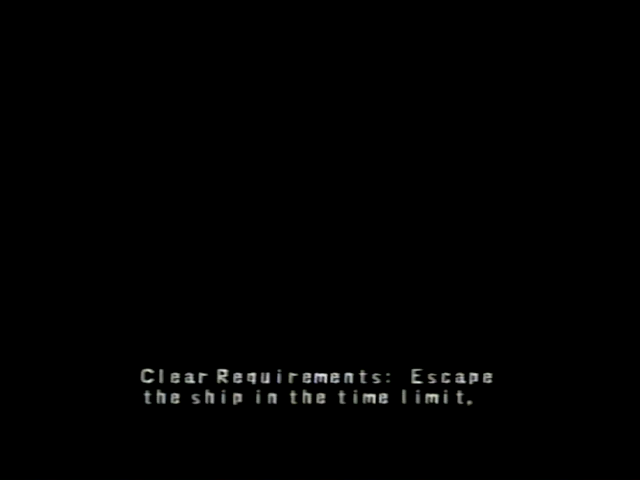 Clear Requirements: Escape
the ship in the time limit.